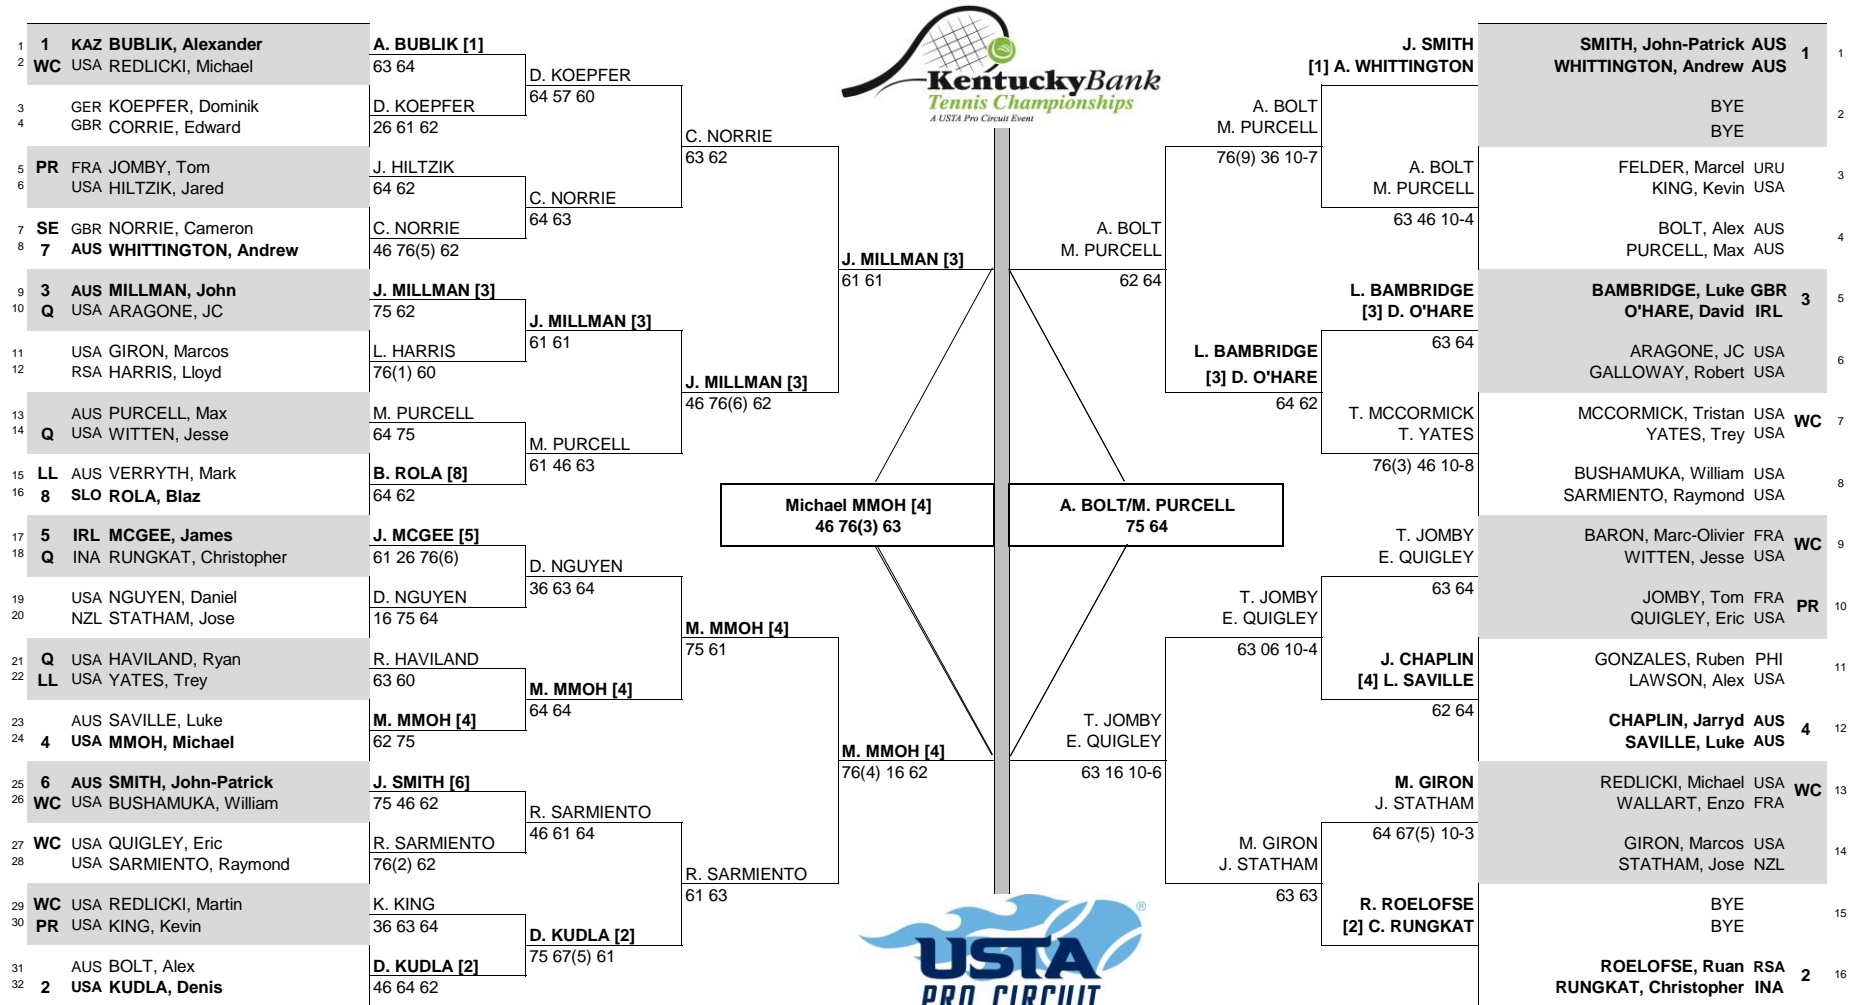 KentuckyBank
Tennis Championships
A USTA Pro Circuit Event
1 1 KAZ BUBLIK, Alexander
2 WC USA REDLICKI, Michael
3 GER KOEPFER, Dominik
4 GBR CORRIE, Edward
5 PR FRA JOMBY, Tom
6 USA HILTZIK, Jared
7 SE GBR NORRIE, Cameron
8 7 AUS WHITTINGTON, Andrew
9 3 AUS MILLMAN, John
10 Q USA ARAGONE, JC
11 USA GIRON, Marcos
12 RSA HARRIS, Lloyd
13 AUS PURCELL, Max
14 Q USA WITTEN, Jesse
15 LL AUS VERRYTH, Mark
16 8 SLO ROLA, Blaz
17 5 IRL MCGEE, James
18 Q INA RUNGKAT, Christopher
19 USA NGUYEN, Daniel
20 NZL STATHAM, Jose
21 Q USA HAVILAND, Ryan
22 LL USA YATES, Trey
23 AUS SAVILLE, Luke
24 4 USA MMOH, Michael
25 6 AUS SMITH, John-Patrick
26 WC USA BUSHAMUKA, William
27 WC USA QUIGLEY, Eric
28 USA SARMIENTO, Raymond
29 WC USA REDLICKI, Martin
30 PR USA KING, Kevin
31 AUS BOLT, Alex
32 2 USA KUDLA, Denis
A. BUBLIK [1]
63 64
D. KOEPFER
26 61 62
J. HILTZIK
64 62
C. NORRIE
46 76(5) 62
J. MILLMAN [3]
75 62
L. HARRIS
76(1) 60
M. PURCELL
64 75
B. ROLA [8]
64 62
J. MCGEE [5]
61 26 76(6)
D. NGUYEN
16 75 64
R. HAVILAND
63 60
M. MMOH [4]
62 75
J. SMITH [6]
75 46 62
R. SARMIENTO
76(2) 62
K. KING
36 63 64
D. KUDLA [2]
46 64 62
D. KOEPFER
64 57 60
C. NORRIE
64 63
J. MILLMAN [3]
61 61
M. PURCELL
61 46 63
D. NGUYEN
36 63 64
M. MMOH [4]
64 64
R. SARMIENTO
46 61 64
D. KUDLA [2]
75 67(5) 61
C. NORRIE
63 62
J. MILLMAN [3]
46 76(6) 62
M. MMOH [4]
75 61
R. SARMIENTO
61 63
J. MILLMAN [3]
61 61
M. MMOH [4]
76(4) 16 62
Michael MMOH [4]
46 76(3) 63
A. BOLT/M. PURCELL
75 64
A. BOLT
M. PURCELL
62 64
T. JOMBY
E. QUIGLEY
63 16 10-6
A. BOLT
M. PURCELL
76(9) 36 10-7
L. BAMBRIDGE
[3] D. O'HARE
64 62
T. JOMBY
E. QUIGLEY
63 06 10-4
M. GIRON
J. STATHAM
63 63
J. SMITH
[1] A. WHITTINGTON
A. BOLT
M. PURCELL
63 46 10-4
L. BAMBRIDGE
[3] D. O'HARE
63 64
T. MCCORMICK
T. YATES
76(3) 46 10-8
T. JOMBY
E. QUIGLEY
63 64
J. CHAPLIN
[4] L. SAVILLE
62 64
M. GIRON
J. STATHAM
64 67(5) 10-3
R. ROELOFSE
[2] C. RUNGKAT
SMITH, John-Patrick AUS 1 1
WHITTINGTON, Andrew AUS
BYE 2
BYE
FELDER, Marcel URU 3
KING, Kevin USA
BOLT, Alex AUS 4
PURCELL, Max AUS
BAMBRIDGE, Luke GBR 3 5
O'HARE, David IRL
ARAGONE, JC USA 6
GALLOWAY, Robert USA
MCCORMICK, Tristan USA WC 7
YATES, Trey USA
BUSHAMUKA, William USA 8
SARMIENTO, Raymond USA
BARON, Marc-Olivier FRA WC 9
WITTEN, Jesse USA
JOMBY, Tom FRA PR 10
QUIGLEY, Eric USA
GONZALES, Ruben PHI 11
LAWSON, Alex USA
CHAPLIN, Jarryd AUS 4 12
SAVILLE, Luke AUS
REDLICKI, Michael USA WC 13
WALLART, Enzo FRA
GIRON, Marcos USA 14
STATHAM, Jose NZL
BYE 15
BYE
ROELOFSE, Ruan RSA 2 16
RUNGKAT, Christopher INA
USTA ®
PRO CIRCUIT